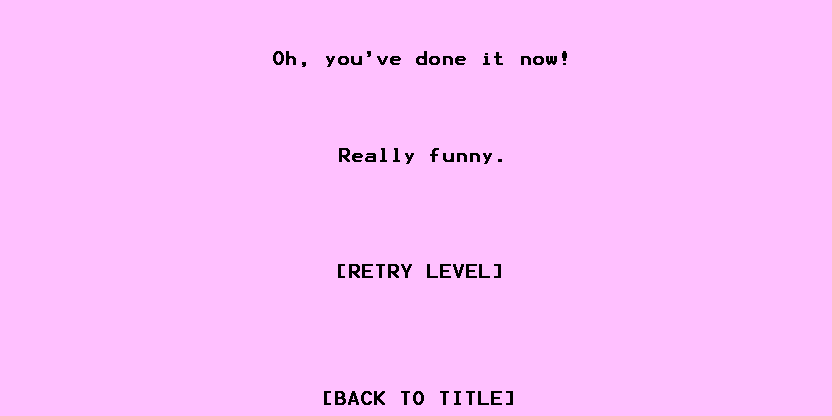 Oh, you've done it now!
Really funny.
[RETRY LEVEL]
[BACK TO TITLE]